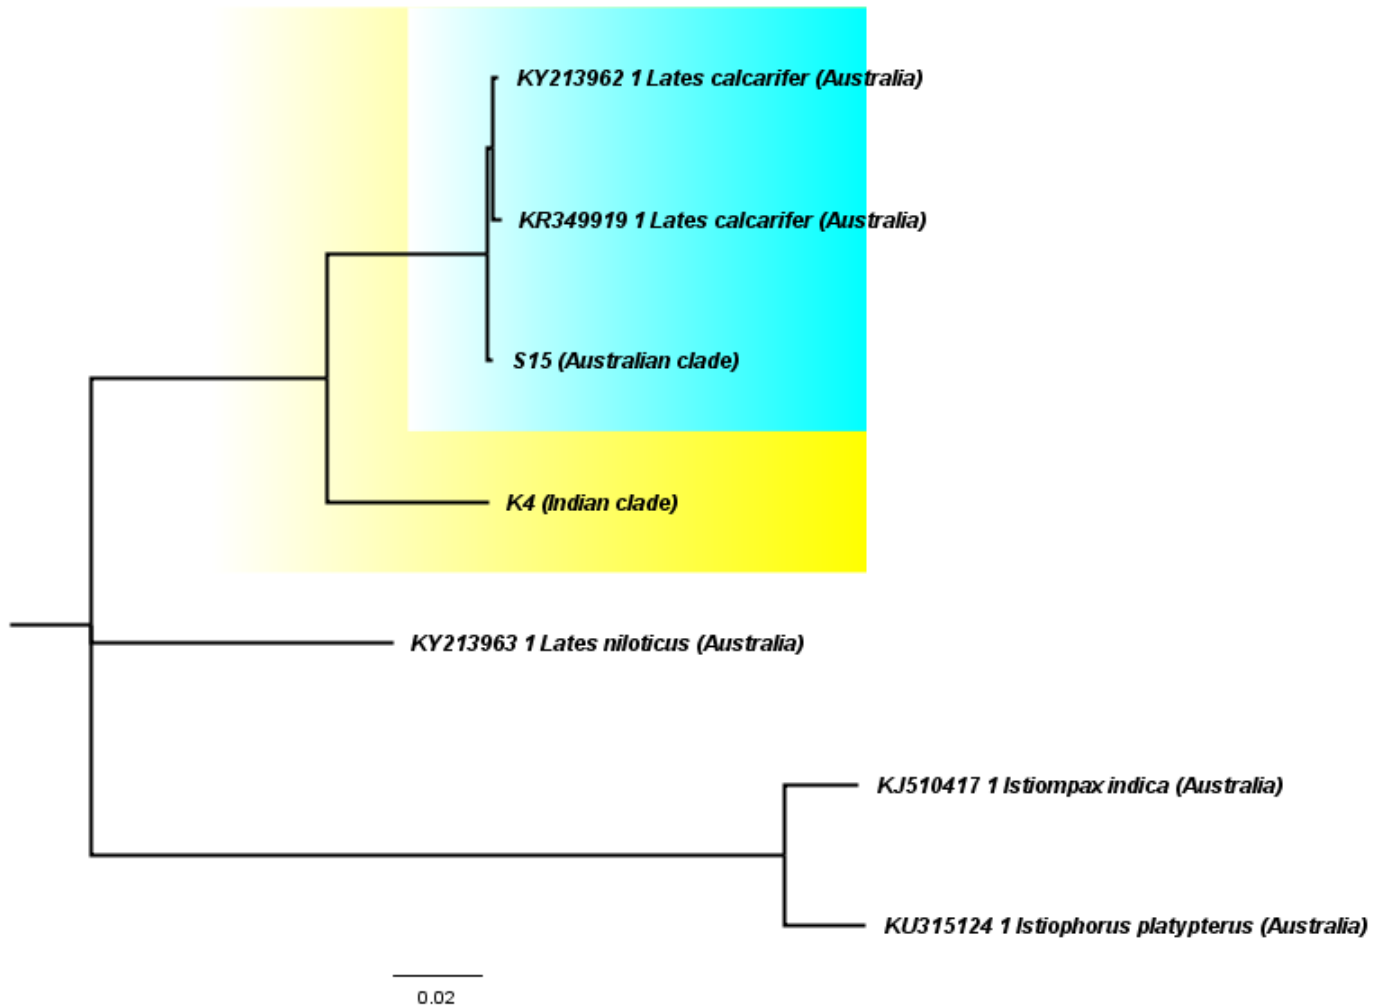 KY213962 1 Lates calcarifer (Australia)
KR349919 1 Lates calcarifer (Australia)
S15 (Australian clade)
K4 (Indian clade)
KY213963 1 Lates niloticus (Australia)
KJ510417 1 Istiompax indica (Australia)
KU315124 1 Istiophorus platypterus (Australia)
0.02